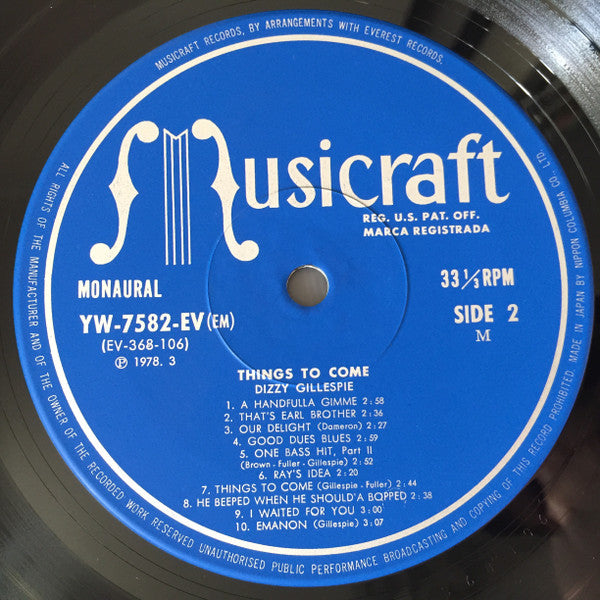 MUSICRAFT RECORDS, BY ARRANGEMENTS WITH EVEREST RECORDS.
Musicraft
REG. U.S. PAT. OFF.
MARCA REGISTRADA
MONAURAL
33 1/3 RPM
YW-7582-EV (EM)
SIDE 2
(EV-368-106)
M
Ⓟ 1978. 3
THINGS TO COME
DIZZY GILLESPIE
1. A HANDFULLA GIMME 2:58
2. THAT'S EARL BROTHER 2:36
3. OUR DELIGHT (Dameron) 2:27
4. GOOD DUES BLUES 2:59
5. ONE BASS HIT, Part II
(Brown - Fuller - Gillespie) 2:52
6. RAY'S IDEA 2:20
7. THINGS TO COME (Gillespie - Fuller) 2:44
8. HE BEEPED WHEN HE SHOULD'A BOPPED 2:38
9. I WAITED FOR YOU 3:00
10. EMANON (Gillespie) 3:07
ALL RIGHTS OF THE MANUFACTURER AND OF THE OWNER OF THE RECORDED WORK RESERVED UNAUTHORISED PUBLIC PERFORMANCE BROADCASTING AND COPYING OF THIS RECORD PROHIBITED. MADE IN JAPAN BY NIPPON COLUMBIA CO., LTD.